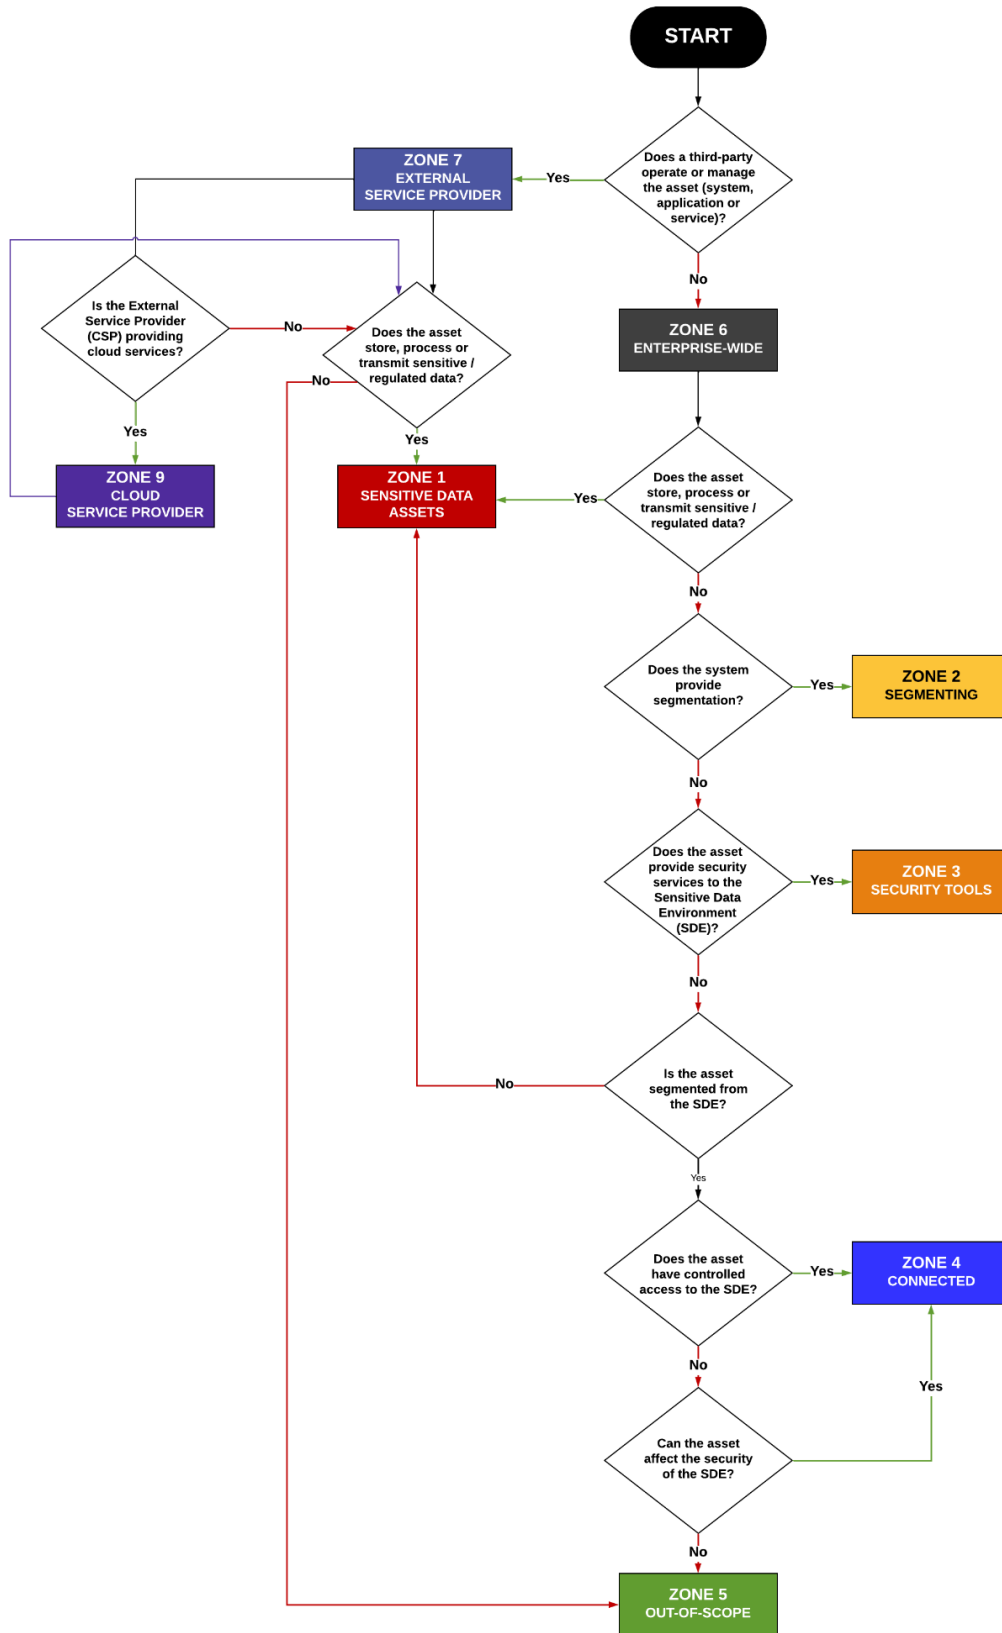 START
Does a third-party
operate or manage
the asset (system,
application or
service)?
Yes
ZONE 7
EXTERNAL
SERVICE PROVIDER
No
Is the External
Service Provider
(CSP) providing
cloud services?
No
Does the asset
store, process or
transmit sensitive /
regulated data?
No
ZONE 6
ENTERPRISE-WIDE
Yes
Yes
ZONE 9
CLOUD
SERVICE PROVIDER
ZONE 1
SENSITIVE DATA
ASSETS
Yes
Does the asset
store, process or
transmit sensitive /
regulated data?
No
Does the system
provide
segmentation?
Yes
ZONE 2
SEGMENTING
No
Does the asset
provide security
services to the
Sensitive Data
Environment
(SDE)?
Yes
ZONE 3
SECURITY TOOLS
No
Is the asset
segmented from
the SDE?
No
Yes
Does the asset
have controlled
access to the SDE?
Yes
ZONE 4
CONNECTED
No
Yes
Can the asset
affect the security
of the SDE?
No
ZONE 5
OUT-OF-SCOPE